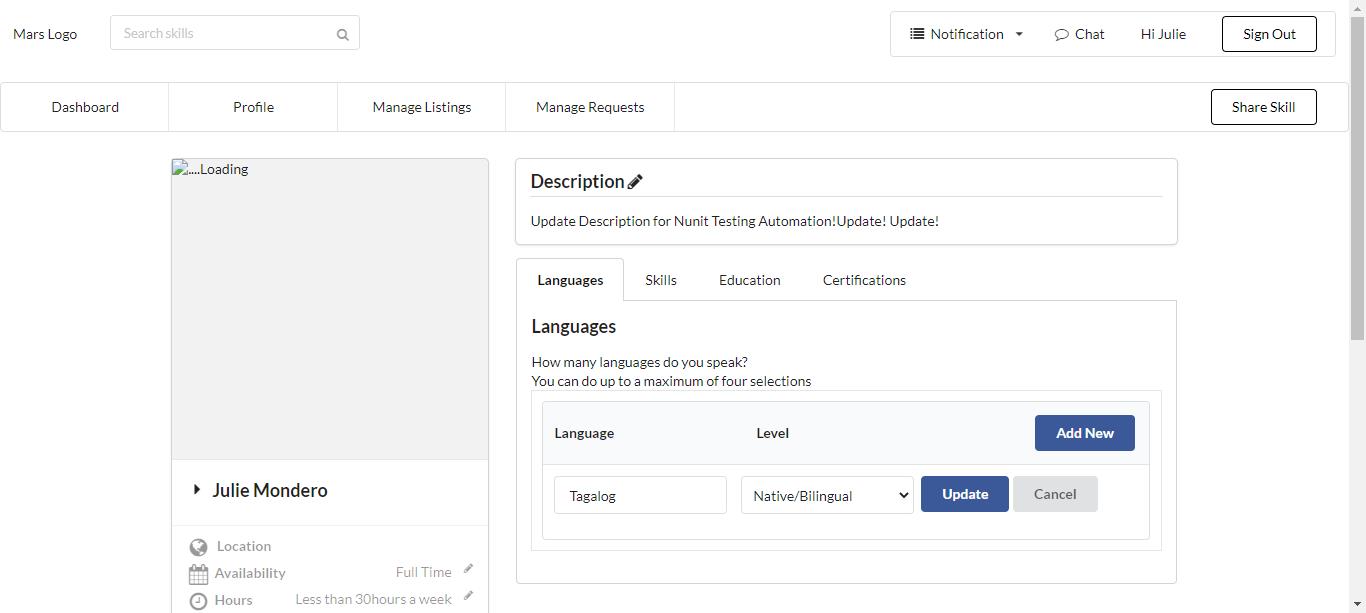 Mars Logo
Search skills
Notification
Chat
Hi Julie
Sign Out
Dashboard
Profile
Manage Listings
Manage Requests
Share Skill
....Loading
Julie Mondero
Location
Availability
Full Time
Hours
Less than 30hours a week
Description
Update Description for Nunit Testing Automation!Update! Update!
Languages
Skills
Education
Certifications
Languages
How many languages do you speak?
You can do up to a maximum of four selections
Language
Level
Add New
Tagalog
Native/Bilingual
Update
Cancel